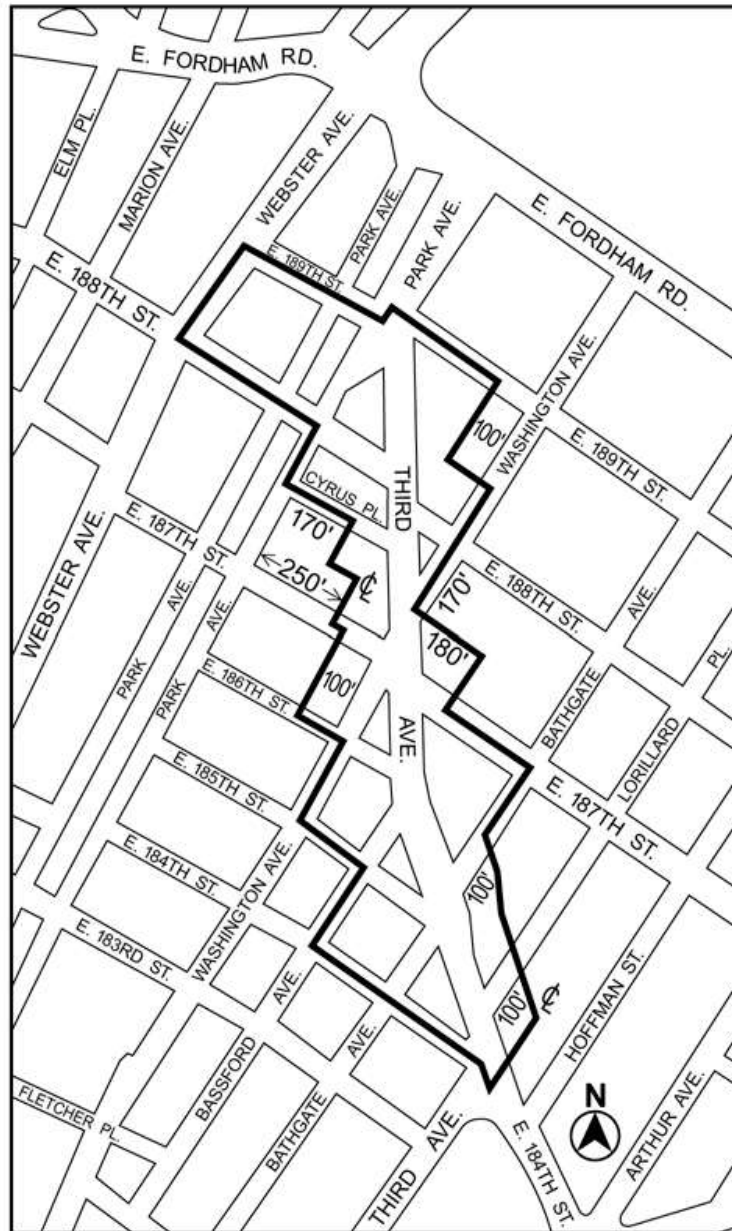 E. FORDHAM RD.
ELM PL.
MARION AVE.
WEBSTER AVE.
PARK AVE.
PARK AVE.
E. FORDHAM RD.
E. 189TH ST.
E. 188TH ST.
WASHINGTON AVE.
100'
E. 189TH ST.
THIRD
CYRUS PL.
170'
E. 187TH ST.
250'
℄
170'
E. 188TH ST.
AVE.
WEBSTER AVE.
AVE.
AVE.
180'
PL.
100'
E. 186TH ST.
BATHGATE
PARK
PARK
AVE.
LORILLARD
E. 187TH ST.
E. 185TH ST.
E. 184TH ST.
WASHINGTON AVE.
100'
E. 183RD ST.
AVE.
100'
℄
HOFFMAN ST.
AVE.
BASSFORD
N
FLETCHER PL.
BATHGATE
AVE.
THIRD
E. 184TH ST.
ARTHUR AVE.